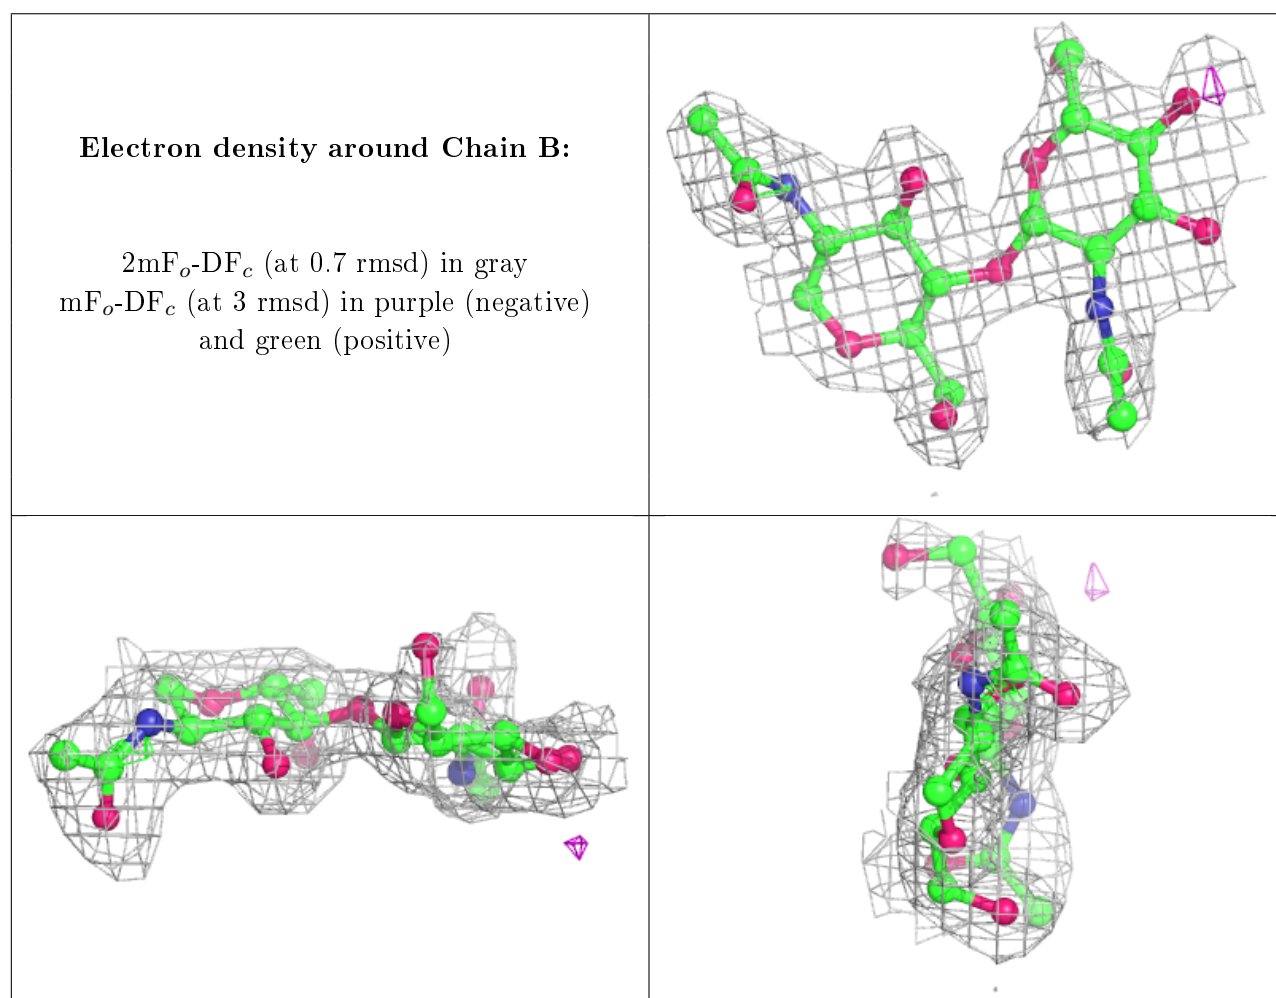 Electron density around Chain B:
2mFₒ-DF𝒸 (at 0.7 rmsd) in gray
mFₒ-DF𝒸 (at 3 rmsd) in purple (negative)
and green (positive)